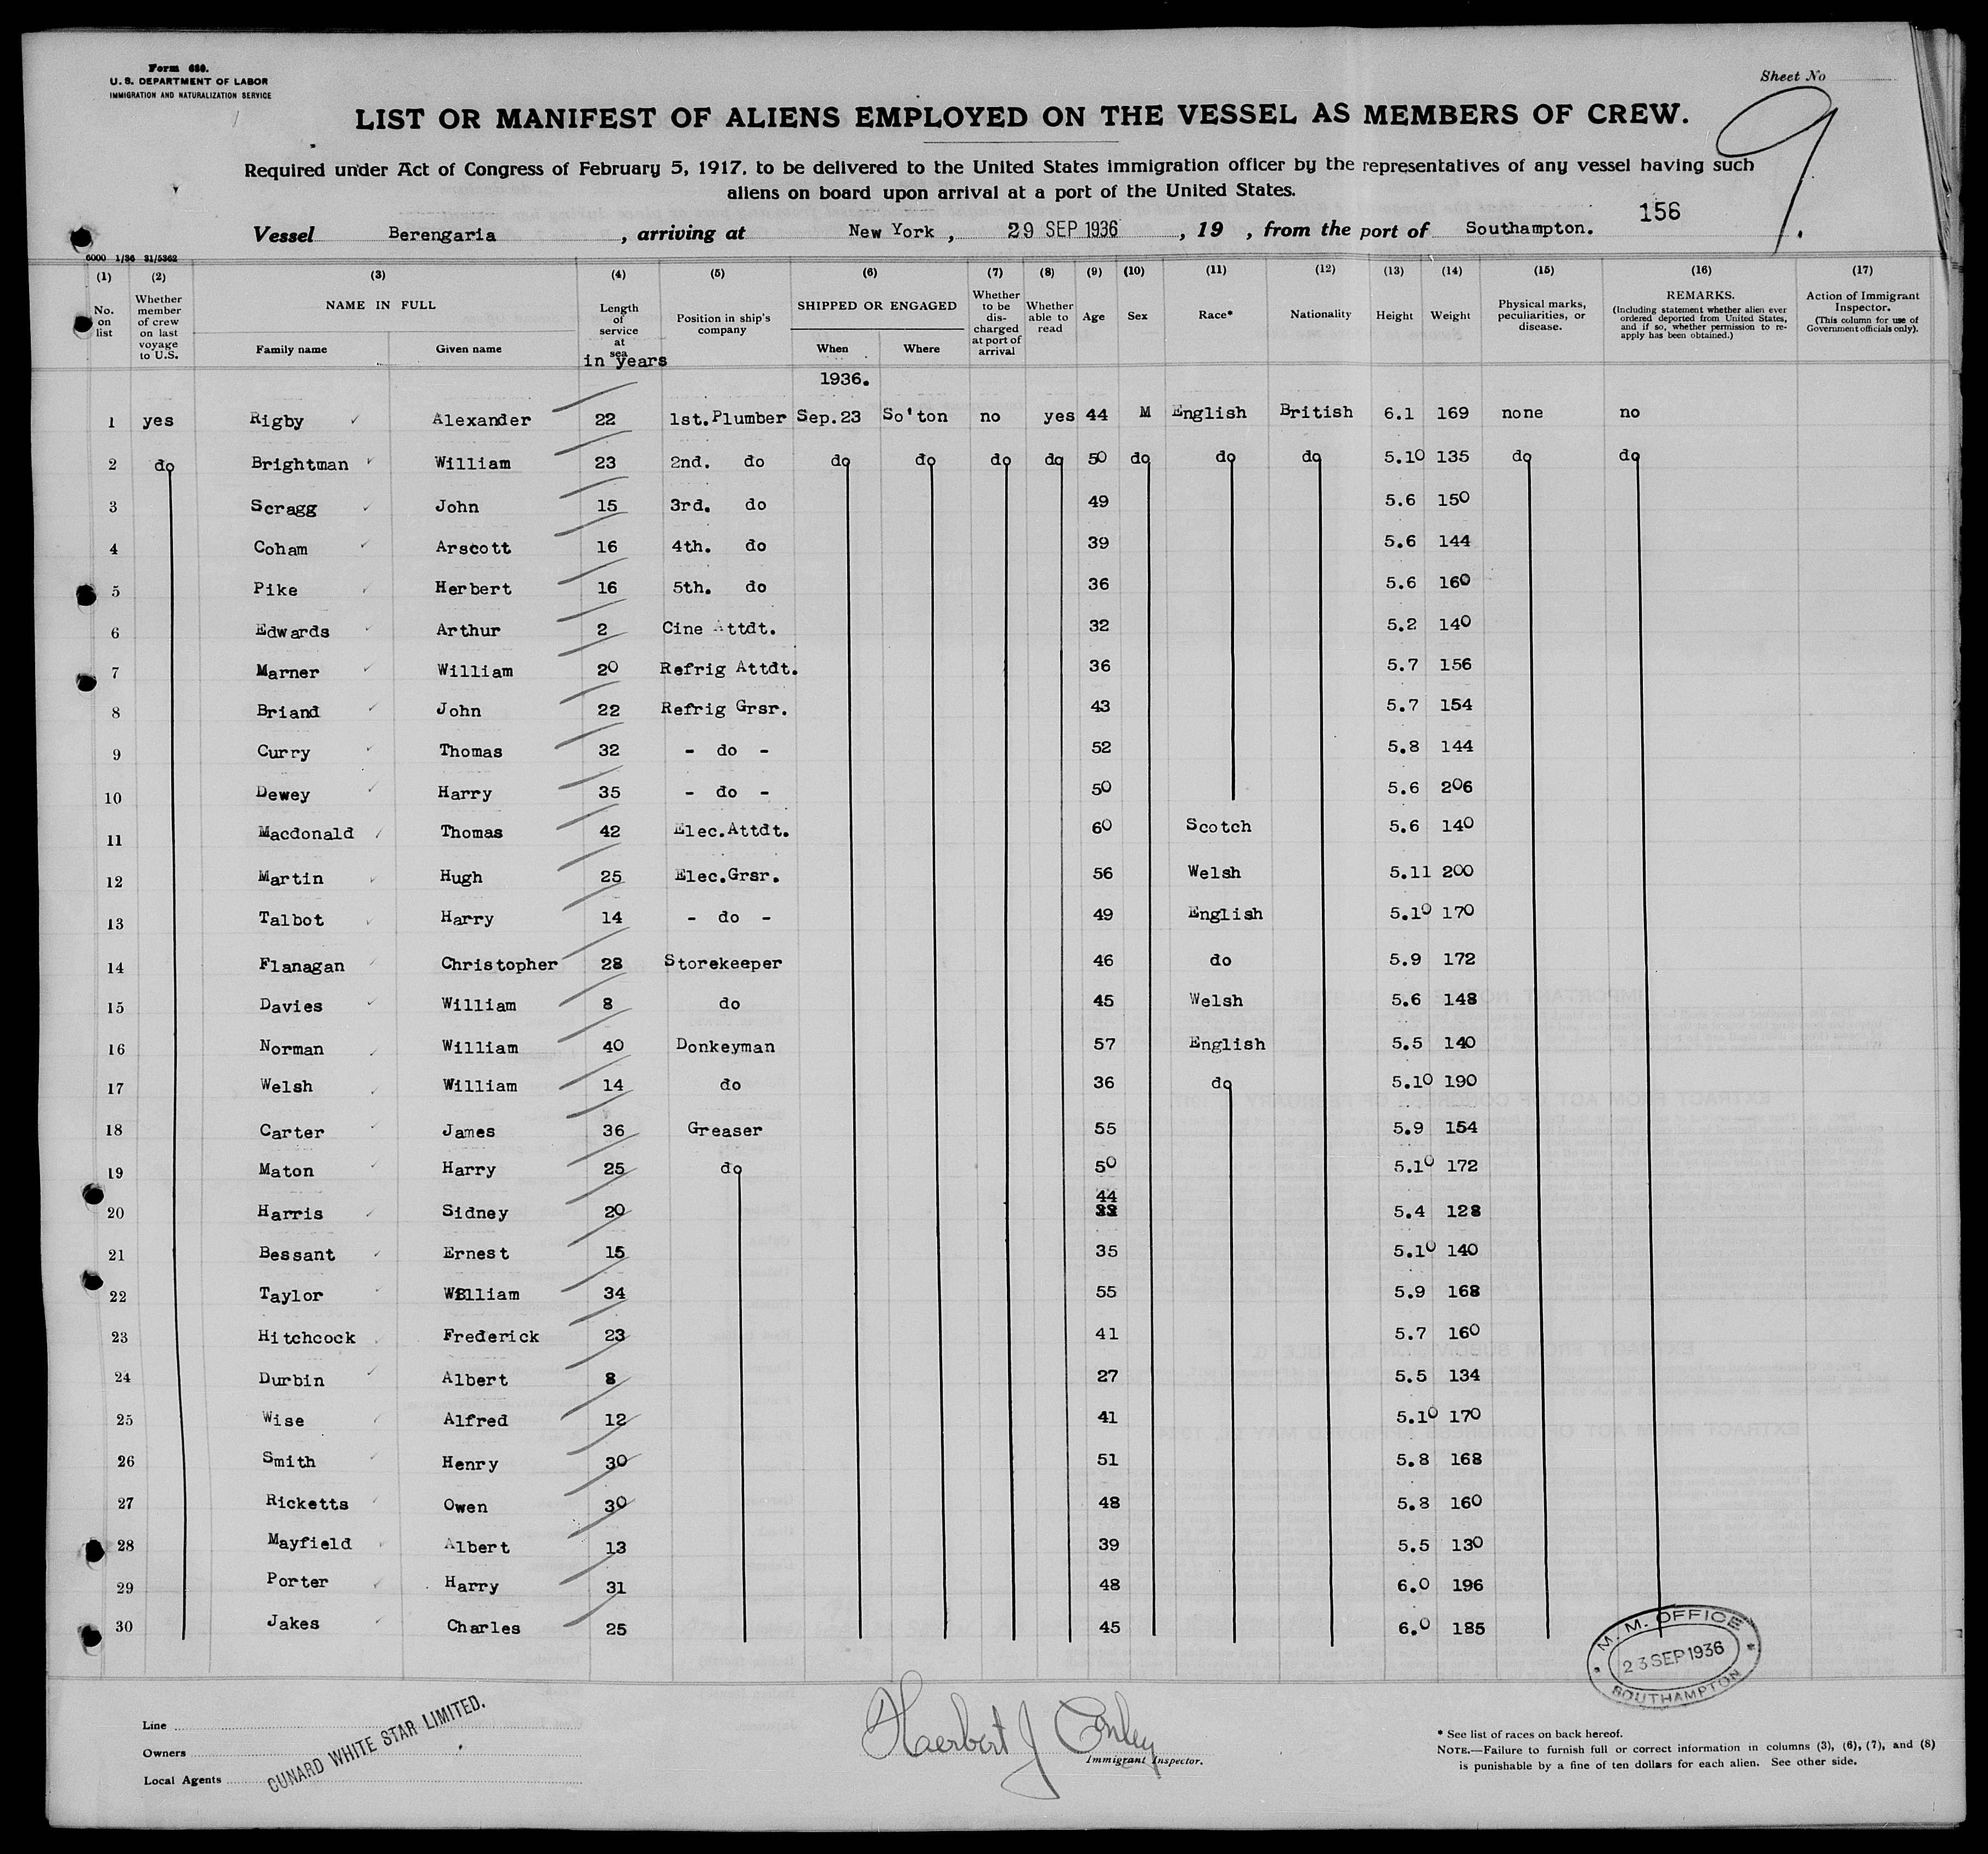 Form 680.
U. S. DEPARTMENT OF LABOR
IMMIGRATION AND NATURALIZATION SERVICE
Sheet No
9.
LIST OR MANIFEST OF ALIENS EMPLOYED ON THE VESSEL AS MEMBERS OF CREW.
Required under Act of Congress of February 5, 1917, to be delivered to the United States immigration officer by the representatives of any vessel having such
aliens on board upon arrival at a port of the United States.
156
Vessel Berengaria, arriving at New York, 29 SEP 1936, 19 , from the port of Southampton.
6000 1/36 31/5362
(1) (2) (3) (4) (5) (6) (7) (8) (9) (10) (11) (12) (13) (14) (15) (16) (17)
No. on list
Whether member of crew on last voyage to U.S.
NAME IN FULL
Family name Given name
Length of service at sea
in years
Position in ship's company
SHIPPED OR ENGAGED
When Where
Whether to be discharged at port of arrival
Whether able to read
Age
Sex
Race*
Nationality
Height
Weight
Physical marks, peculiarities, or disease.
REMARKS.
(Including statement whether alien ever ordered deported from United States, and if so, whether permission to re-apply has been obtained.)
Action of Immigrant Inspector.
(This column for use of Government officials only).
1936.
1 yes Rigby Alexander 22 1st. Plumber Sep.23 So'ton no yes 44 M English British 6.1 169 none no
2 do Brightman William 23 2nd. do do do do do 50 do do do 5.10 135 do do
3 Scragg John 15 3rd. do 49 5.6 150
4 Coham Arscott 16 4th. do 39 5.6 144
5 Pike Herbert 16 5th. do 36 5.6 160
6 Edwards Arthur 2 Cine Attdt. 32 5.2 140
7 Marner William 20 Refrig Attdt. 36 5.7 156
8 Briand John 22 Refrig Grsr. 43 5.7 154
9 Curry Thomas 32 - do - 52 5.8 144
10 Dewey Harry 35 - do - 50 5.6 206
11 Macdonald Thomas 42 Elec.Attdt. 60 Scotch 5.6 140
12 Martin Hugh 25 Elec.Grsr. 56 Welsh 5.11 200
13 Talbot Harry 14 - do - 49 English 5.10 170
14 Flanagan Christopher 28 Storekeeper 46 do 5.9 172
15 Davies William 8 do 45 Welsh 5.6 148
16 Norman William 40 Donkeyman 57 English 5.5 140
17 Welsh William 14 do 36 do 5.10 190
18 Carter James 36 Greaser 55 5.9 154
19 Maton Harry 25 do 50 5.10 172
20 Harris Sidney 20 44 5.4 128
21 Bessant Ernest 15 35 5.10 140
22 Taylor William 34 55 5.9 168
23 Hitchcock Frederick 23 41 5.7 160
24 Durbin Albert 8 27 5.5 134
25 Wise Alfred 12 41 5.10 170
26 Smith Henry 30 51 5.8 168
27 Ricketts Owen 30 48 5.8 160
28 Mayfield Albert 13 39 5.5 130
29 Porter Harry 31 48 6.0 196
30 Jakes Charles 25 45 6.0 185
M. M. OFFICE
23 SEP 1936
SOUTHAMPTON
Line
Owners
Local Agents
CUNARD WHITE STAR LIMITED.
Immigrant Inspector.
* See list of races on back hereof.
NOTE.—Failure to furnish full or correct information in columns (3), (6), (7), and (8)
is punishable by a fine of ten dollars for each alien. See other side.